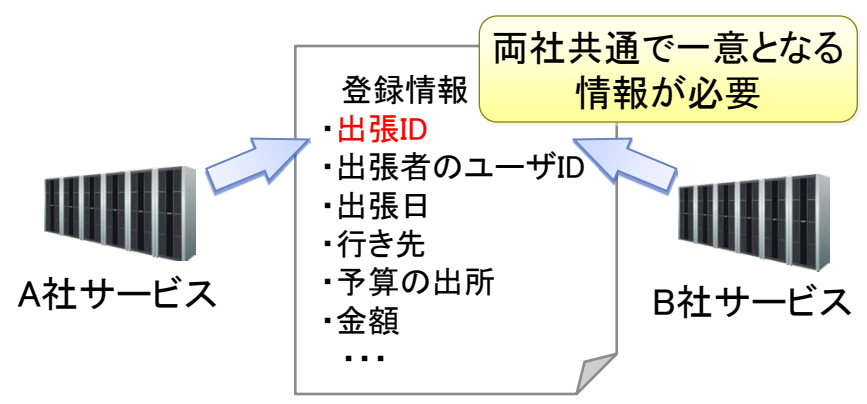 両社共通で一意となる
情報が必要
登録情報
・出張ID
・出張者のユーザID
・出張日
・行き先
・予算の出所
・金額
・・・
A社サービス
B社サービス